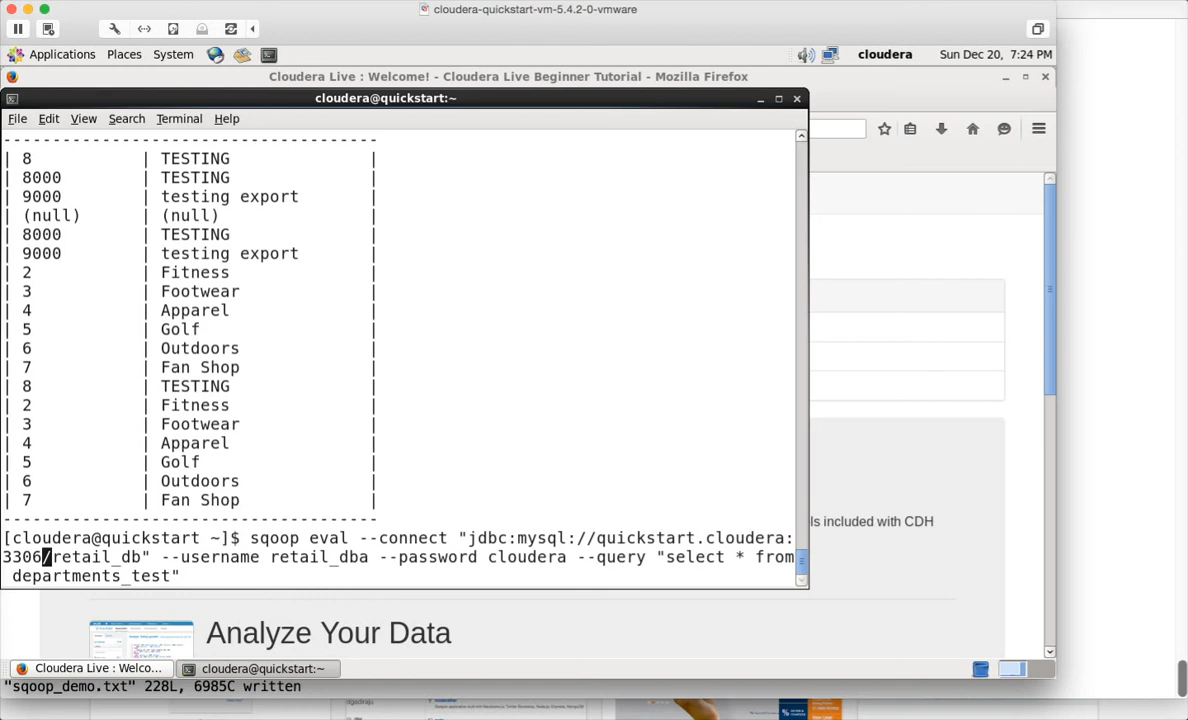 cloudera-quickstart-vm-5.4.2-0-vmware
Applications Places System cloudera Sun Dec 20, 7:24 PM
Cloudera Live : Welcome! - Cloudera Live Beginner Tutorial - Mozilla Firefox
cloudera@quickstart:~
File Edit View Search Terminal Help
---------------------------------------
| 8 | TESTING |
| 8000 | TESTING |
| 9000 | testing export |
| (null) | (null) |
| 8000 | TESTING |
| 9000 | testing export |
| 2 | Fitness |
| 3 | Footwear |
| 4 | Apparel |
| 5 | Golf |
| 6 | Outdoors |
| 7 | Fan Shop |
| 8 | TESTING |
| 2 | Fitness |
| 3 | Footwear |
| 4 | Apparel |
| 5 | Golf |
| 6 | Outdoors |
| 7 | Fan Shop |
---------------------------------------
[cloudera@quickstart ~]$ sqoop eval --connect "jdbc:mysql://quickstart.cloudera:
3306/retail_db" --username retail_dba --password cloudera --query "select * from
departments_test"
ls included with CDH
Analyze Your Data
Cloudera Live : Welco... cloudera@quickstart:~
"sqoop_demo.txt" 228L, 6985C written